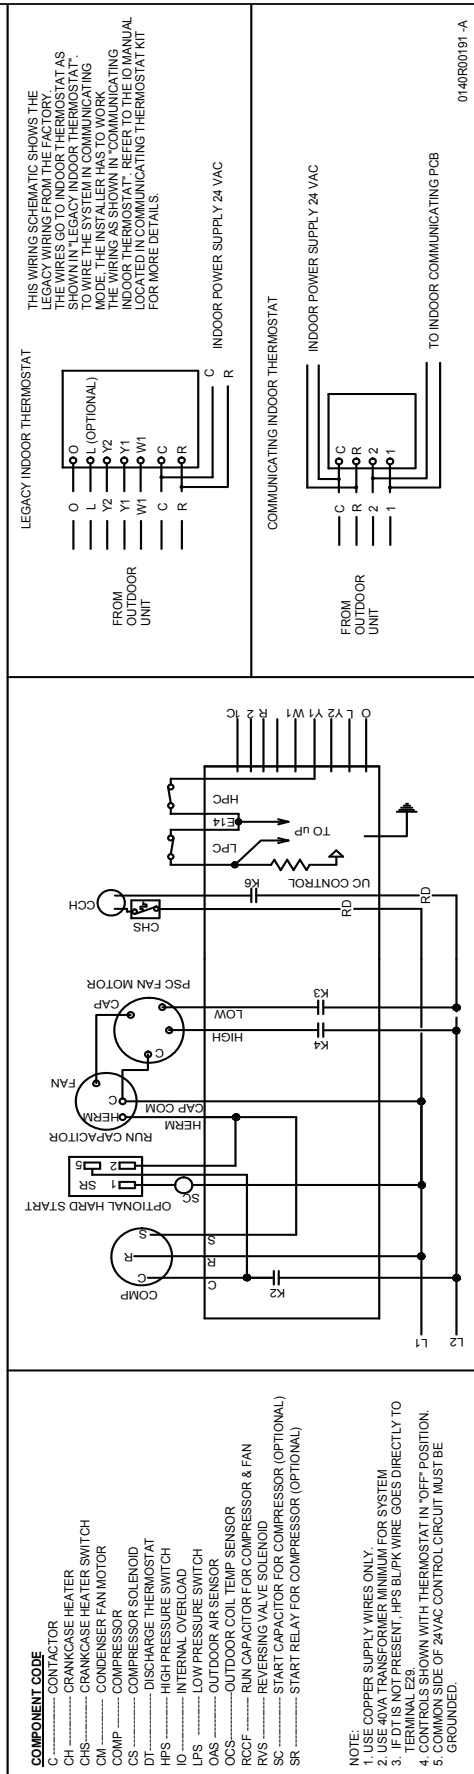 COMPONENT CODE
C ---------- CONTACTOR
CH ---------- CRANKCASE HEATER
CHS---------- CRANKCASE HEATER SWITCH
CM ---------- CONDENSER FAN MOTOR
COMP ---------- COMPRESSOR
CS ---------- COMPRESSOR SOLENOID
DT---------- DISCHARGE THERMOSTAT
HPS ---------- HIGH PRESSURE SWITCH
IO ---------- INTERNAL OVERLOAD
LPS ---------- LOW PRESSURE SWITCH
OAS ---------- OUTDOOR AIR SENSOR
OCS----------OUTDOOR COIL TEMP SENSOR
RCCF ---------- RUN CAPACITOR FOR COMPRESSOR & FAN
RVS ---------- REVERSING VALVE SOLENOID
SC ---------- START CAPACITOR FOR COMPRESSOR (OPTIONAL)
SR ---------- START RELAY FOR COMPRESSOR (OPTIONAL)
NOTE:
1. USE COPPER SUPPLY WIRES ONLY.
2. USE 40VA TRANSFORMER MINIMUM FOR SYSTEM
3. IF DT IS NOT PRESENT, HPS BL/PK WIRE GOES DIRECTLY TO
TERMINAL E29.
4. CONTROLS SHOWN WITH THERMOSTAT IN "OFF" POSITION.
5. COMMON SIDE OF 24VAC CONTROL CIRCUIT MUST BE
GROUNDED.
L1
L2
COMP
C
R
S
C
R
S
K2
OPTIONAL HARD START
SR
1
2
5
SC
RUN CAPACITOR
HERM
C
FAN
HERM
CAP COM
PSC FAN MOTOR
C
CAP
HIGH
LOW
K4
K3
CHS
CCH
K6
RD
RD
UC CONTROL
LPC
E14
HPC
TO uP
1C
2
R
W1
Y1
Y2
L
O
LEGACY INDOOR THERMOSTAT
FROM
OUTDOOR
UNIT
O
L
Y2
Y1
W1
C
R
O
L (OPTIONAL)
Y2
Y1
W1
C
R
C
R
INDOOR POWER SUPPLY 24 VAC
THIS WIRING SCHEMATIC SHOWS THE
LEGACY WIRING FROM THE FACTORY.
THE WIRES GO TO INDOOR THERMOSTAT AS
SHOWN IN "LEGACY INDOOR THERMOSTAT".
TO WIRE THE SYSTEM IN COMMUNICATING
MODE, THE INSTALLER HAS TO WORK
THE WIRING AS SHOWN IN "COMMUNICATING
INDOOR THERMOSTAT". REFER TO THE IO MANUAL
LOCATED IN COMMUNICATING THERMOSTAT KIT
FOR MORE DETAILS.
COMMUNICATING INDOOR THERMOSTAT
FROM
OUTDOOR
UNIT
C
R
2
1
C
R
2
1
INDOOR POWER SUPPLY 24 VAC
TO INDOOR COMMUNICATING PCB
0140R00191 -A